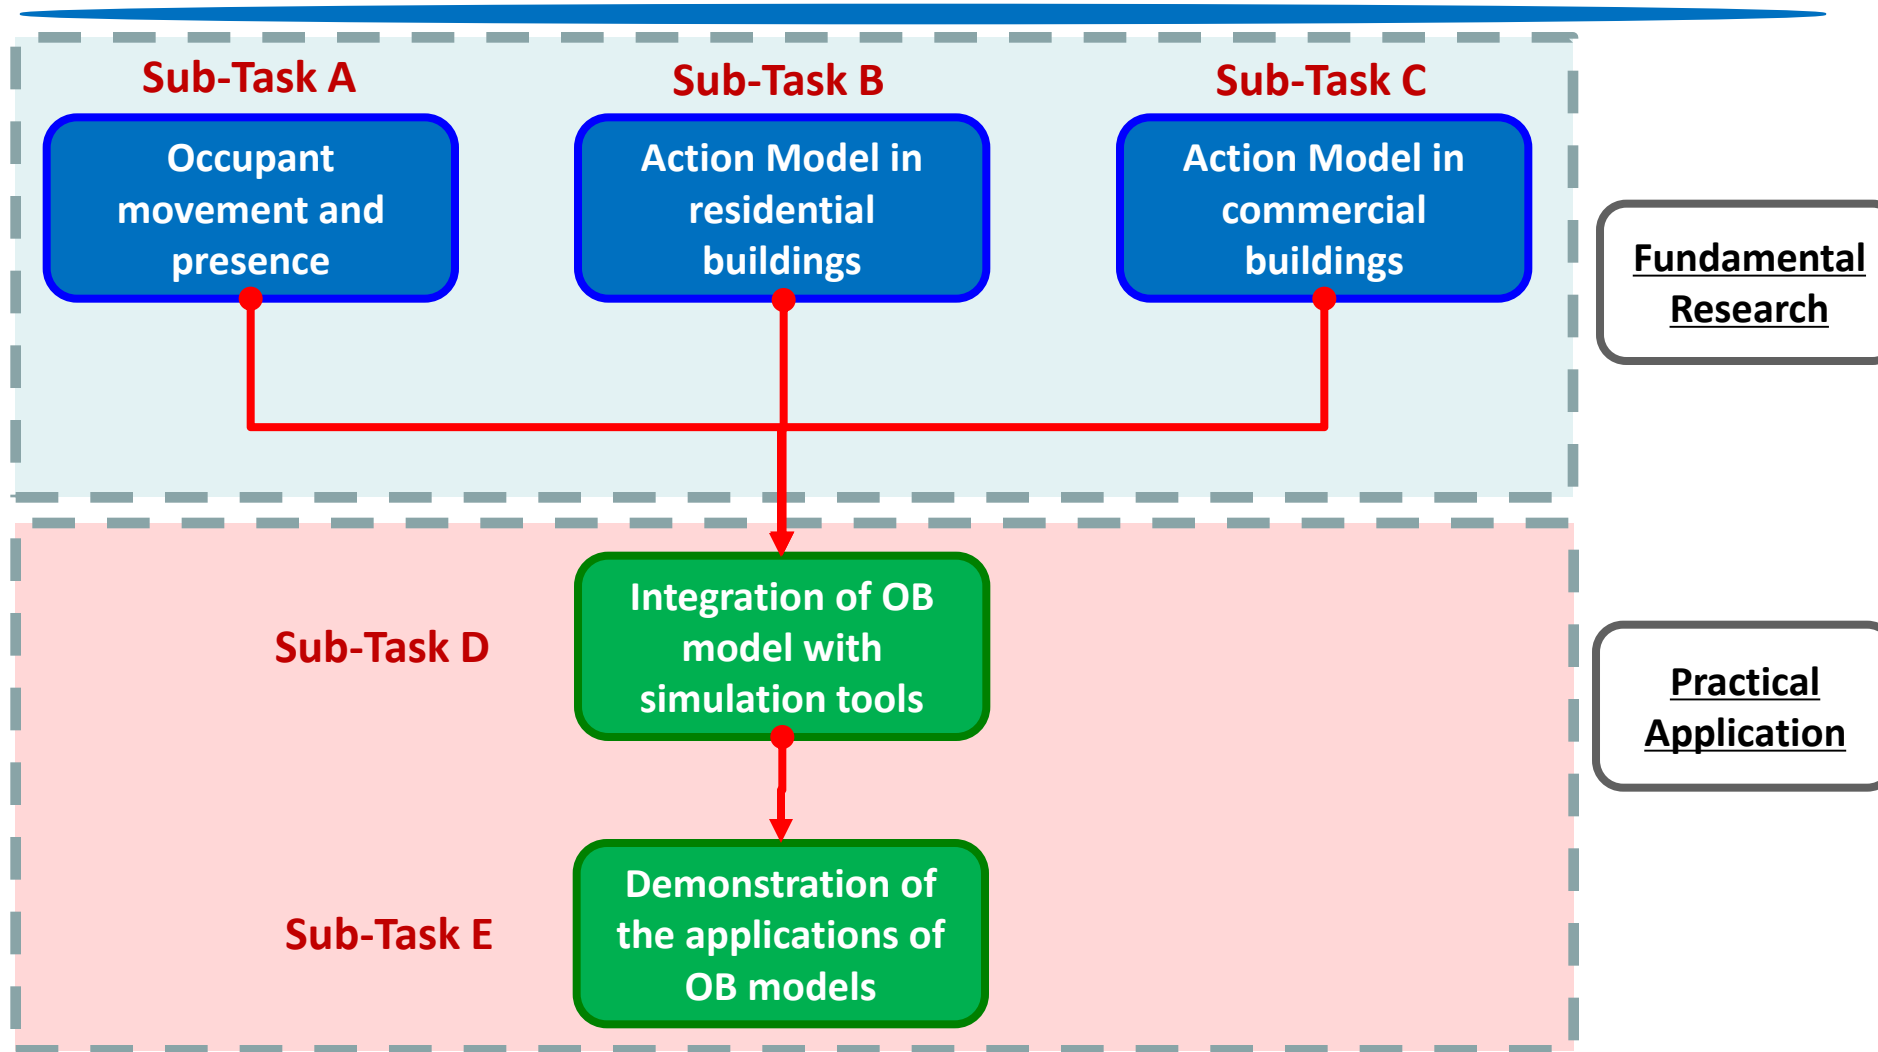 Sub-Task A
Sub-Task B
Sub-Task C
Occupant
movement and
presence
Action Model in
residential
buildings
Action Model in
commercial
buildings
Fundamental
Research
Sub-Task D
Integration of OB
model with
simulation tools
Practical
Application
Sub-Task E
Demonstration of
the applications of
OB models